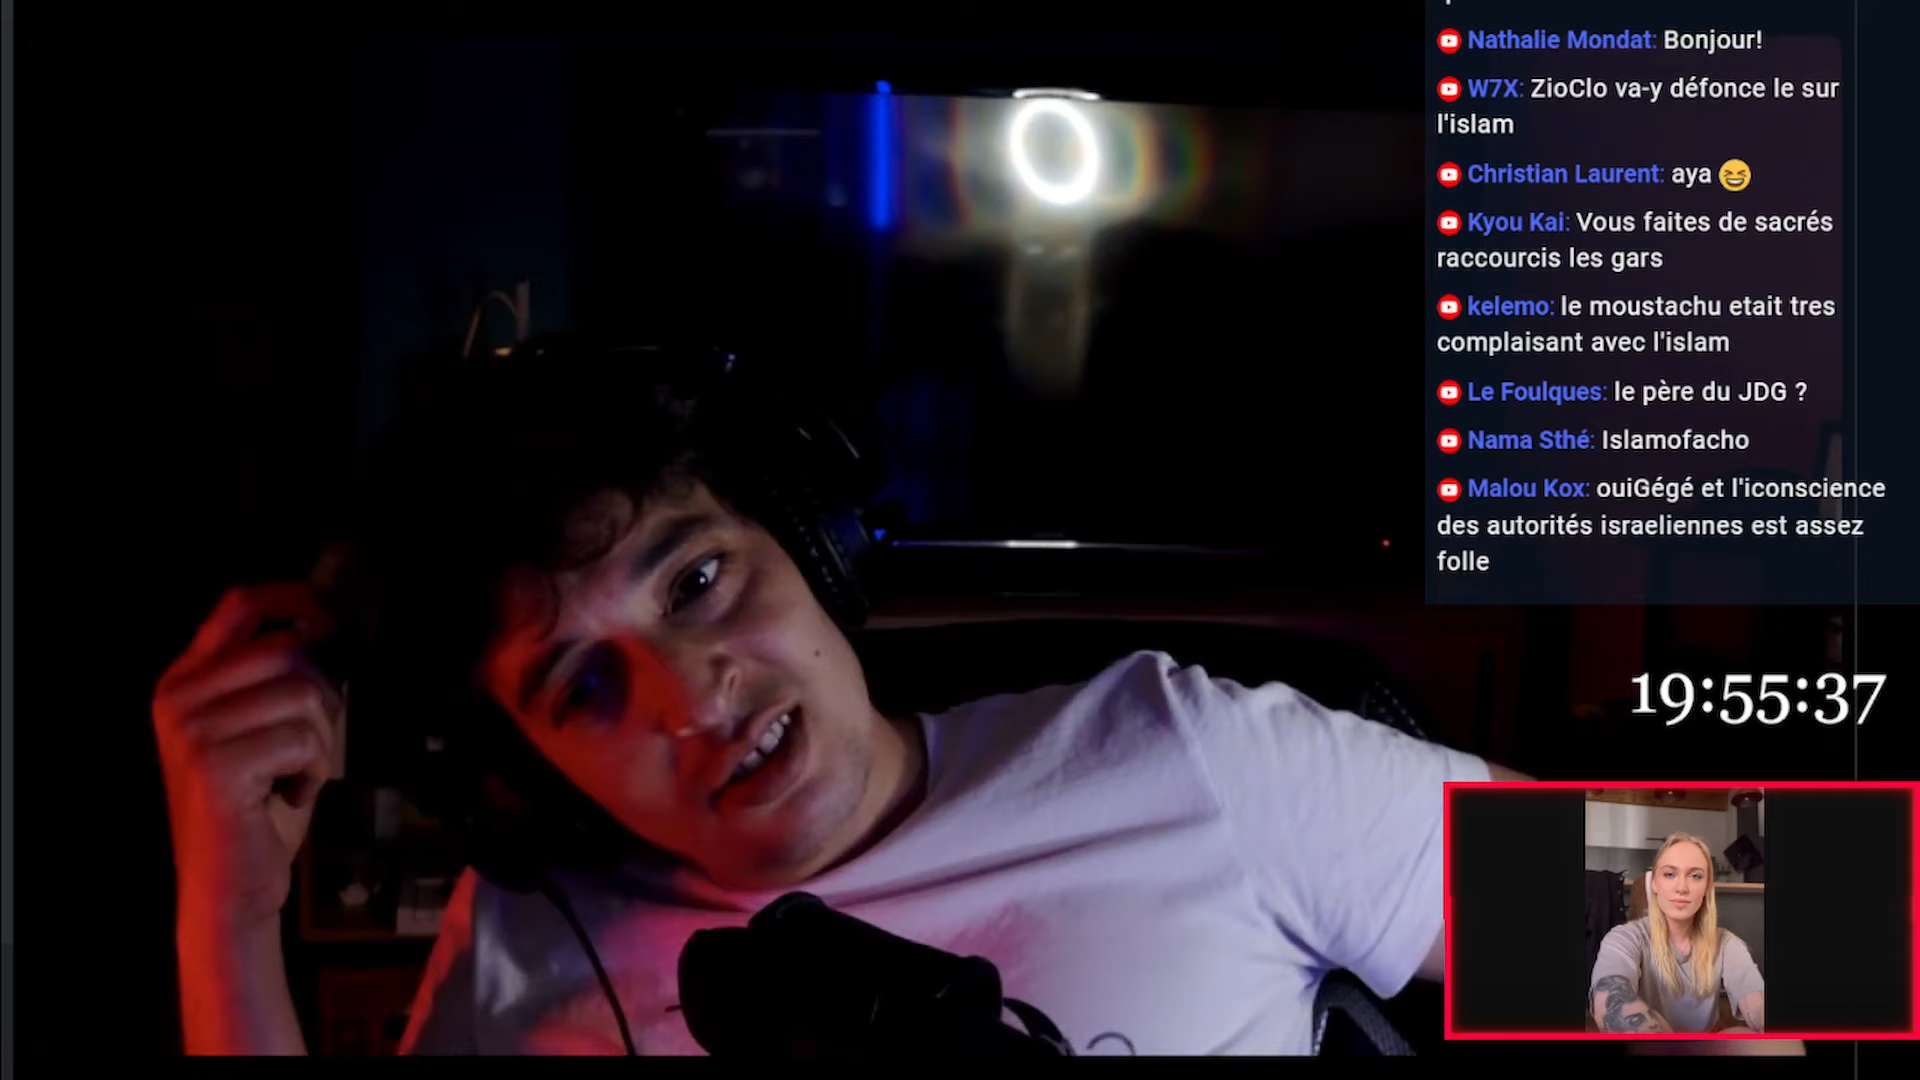 Nathalie Mondat: Bonjour!
W7X: ZioClo va-y défonce le sur
l'islam
Christian Laurent: aya 😆
Kyou Kai: Vous faites de sacrés
raccourcis les gars
kelemo: le moustachu etait tres
complaisant avec l'islam
Le Foulques: le père du JDG ?
Nama Sthé: Islamofacho
Malou Kox: ouiGégé et l'iconscience
des autorités israeliennes est assez
folle
19:55:37